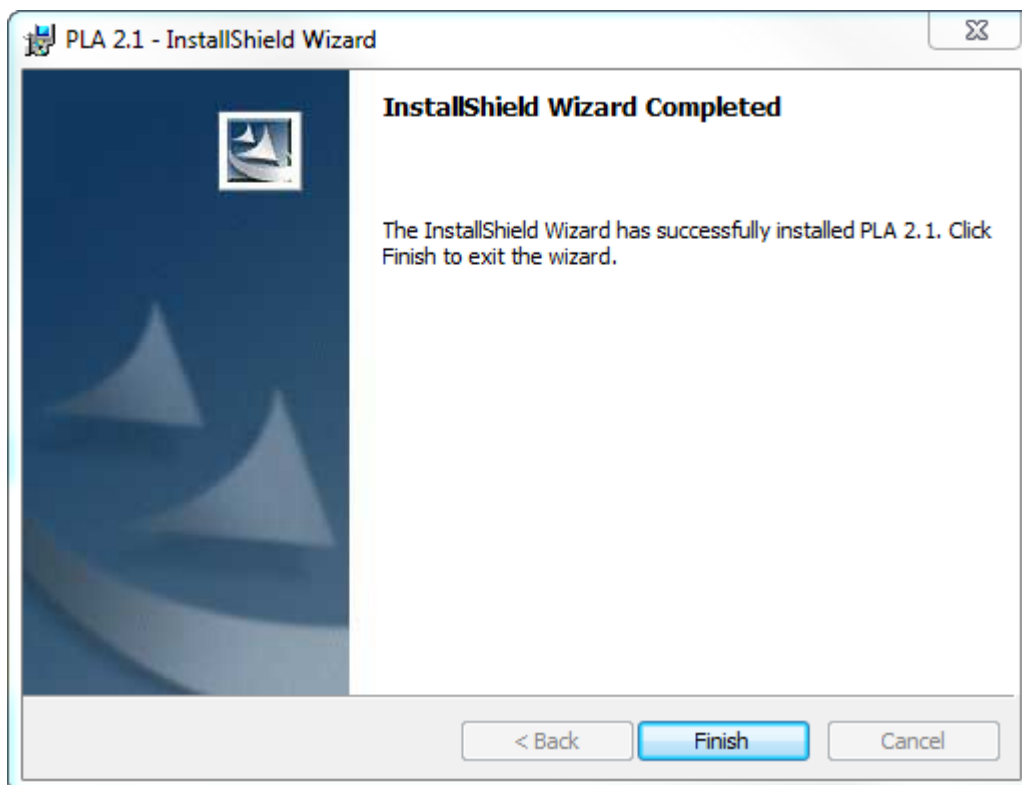 PLA 2.1 - InstallShield Wizard
InstallShield Wizard Completed
The InstallShield Wizard has successfully installed PLA 2.1. Click
Finish to exit the wizard.
< Back
Finish
Cancel